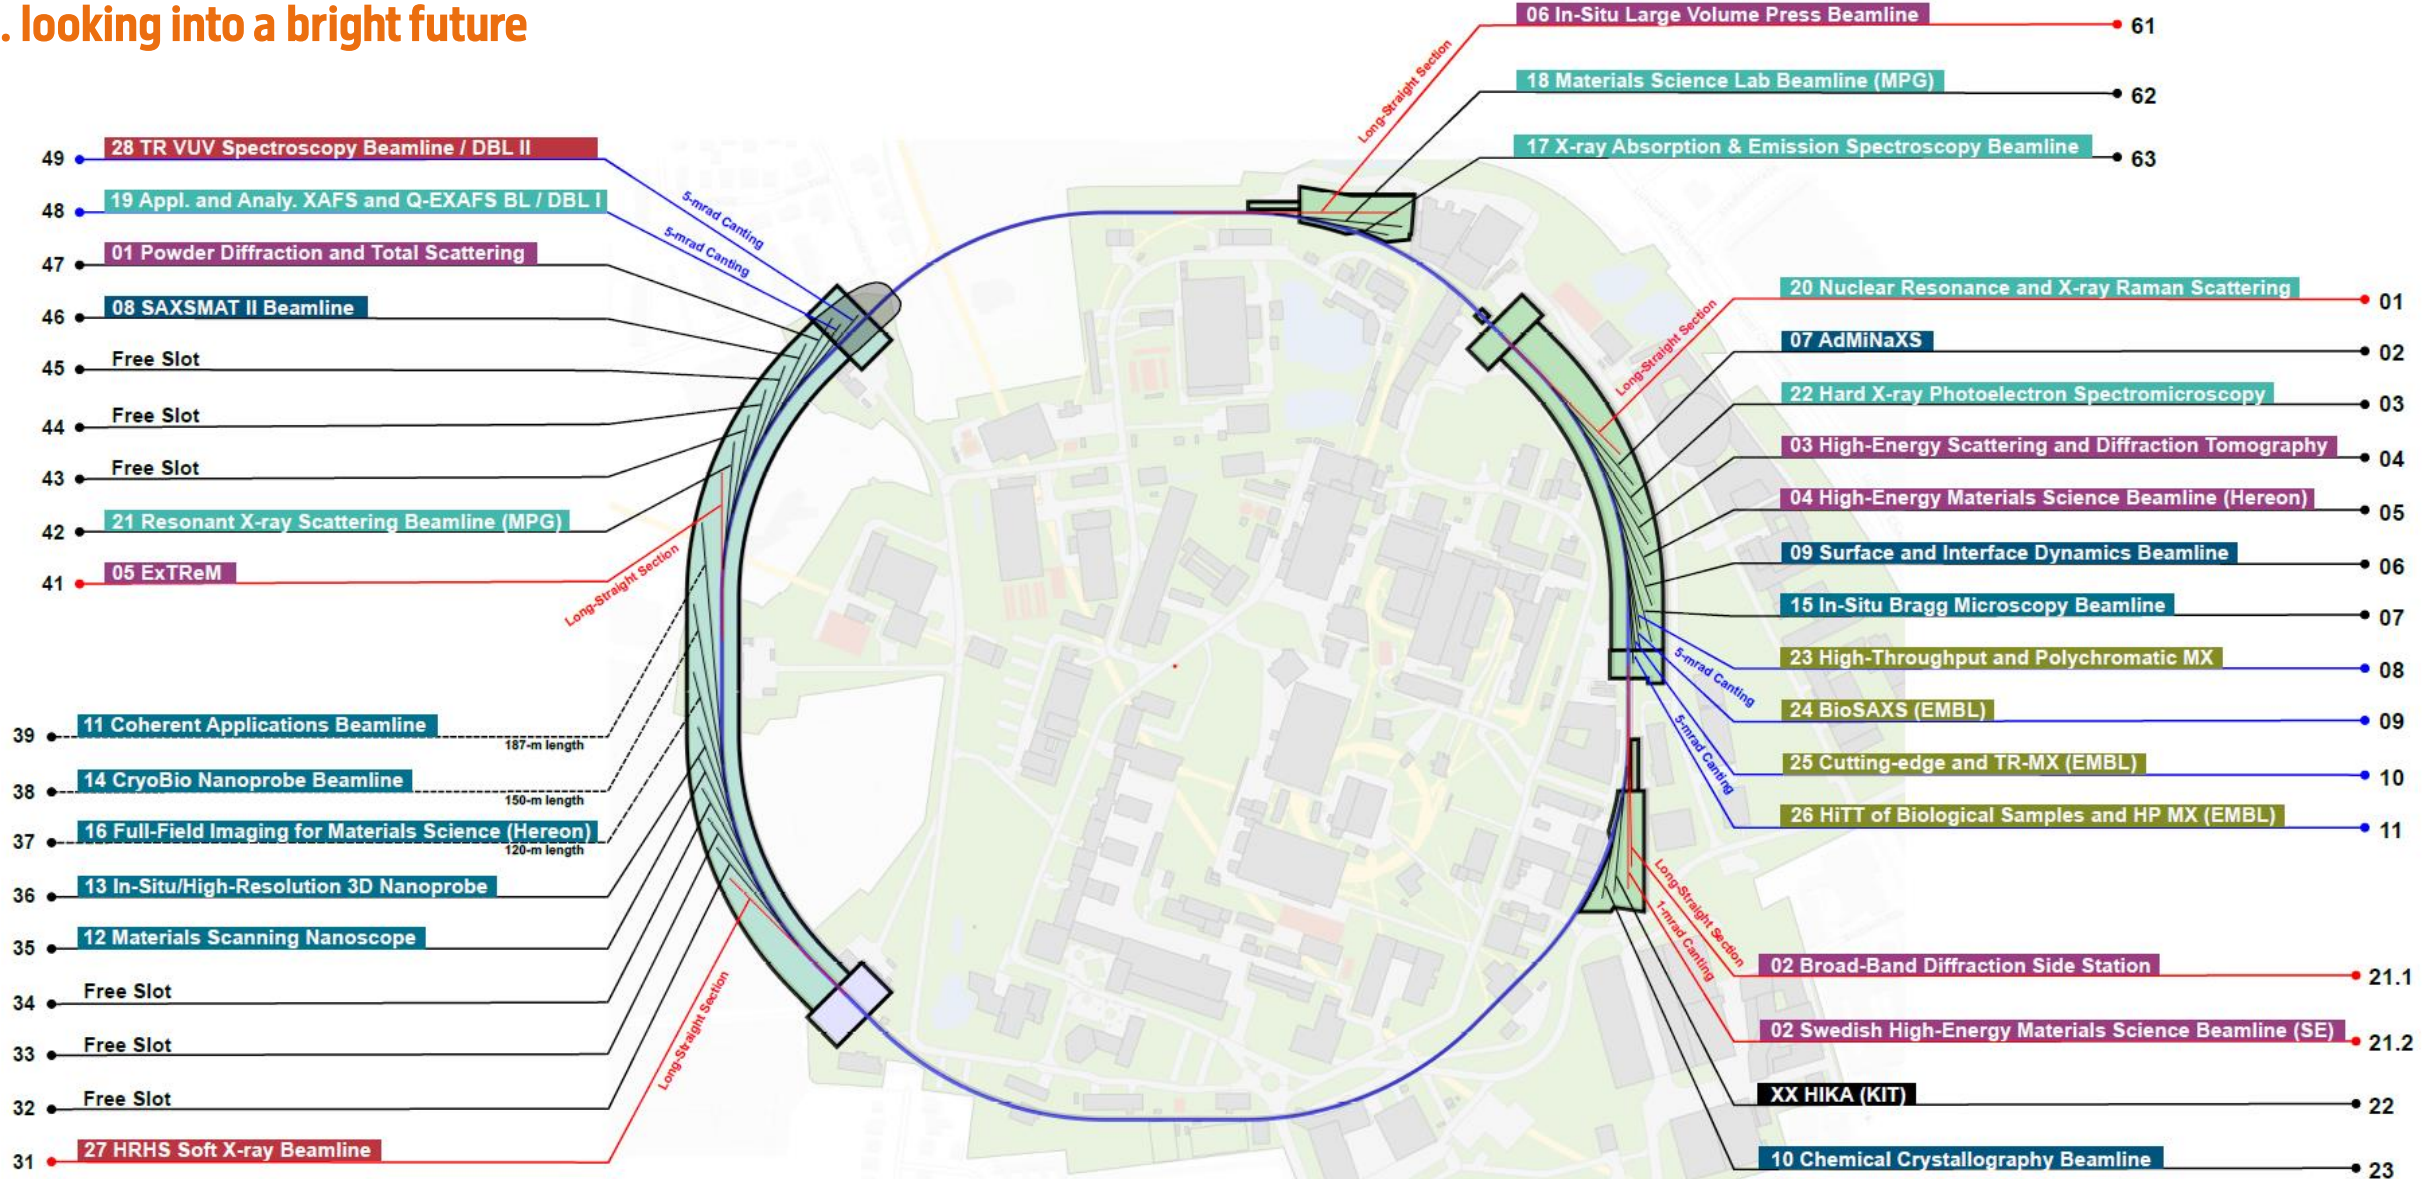 . looking into a bright future
06 In-Situ Large Volume Press Beamline
61
Long-Straight Section
18 Materials Science Lab Beamline (MPG)
62
17 X-ray Absorption & Emission Spectroscopy Beamline
63
49
28 TR VUV Spectroscopy Beamline / DBL II
5-mrad Canting
48
19 Appl. and Analy. XAFS and Q-EXAFS BL / DBL I
5-mrad Canting
47
01 Powder Diffraction and Total Scattering
46
08 SAXSMAT II Beamline
45
Free Slot
44
Free Slot
43
Free Slot
42
21 Resonant X-ray Scattering Beamline (MPG)
41
05 ExTReM
Long-Straight Section
39
11 Coherent Applications Beamline
187-m length
38
14 CryoBio Nanoprobe Beamline
150-m length
37
16 Full-Field Imaging for Materials Science (Hereon)
120-m length
36
13 In-Situ/High-Resolution 3D Nanoprobe
35
12 Materials Scanning Nanoscope
34
Free Slot
33
Free Slot
32
Free Slot
31
27 HRHS Soft X-ray Beamline
Long-Straight Section
20 Nuclear Resonance and X-ray Raman Scattering
01
Long-Straight Section
07 AdMiNaXS
02
22 Hard X-ray Photoelectron Spectromicroscopy
03
03 High-Energy Scattering and Diffraction Tomography
04
04 High-Energy Materials Science Beamline (Hereon)
05
09 Surface and Interface Dynamics Beamline
06
15 In-Situ Bragg Microscopy Beamline
07
23 High-Throughput and Polychromatic MX
08
5-mrad Canting
24 BioSAXS (EMBL)
09
5-mrad Canting
25 Cutting-edge and TR-MX (EMBL)
10
26 HiTT of Biological Samples and HP MX (EMBL)
11
Long-Straight Section
1-mrad Canting
02 Broad-Band Diffraction Side Station
21.1
02 Swedish High-Energy Materials Science Beamline (SE)
21.2
XX HIKA (KIT)
22
10 Chemical Crystallography Beamline
23